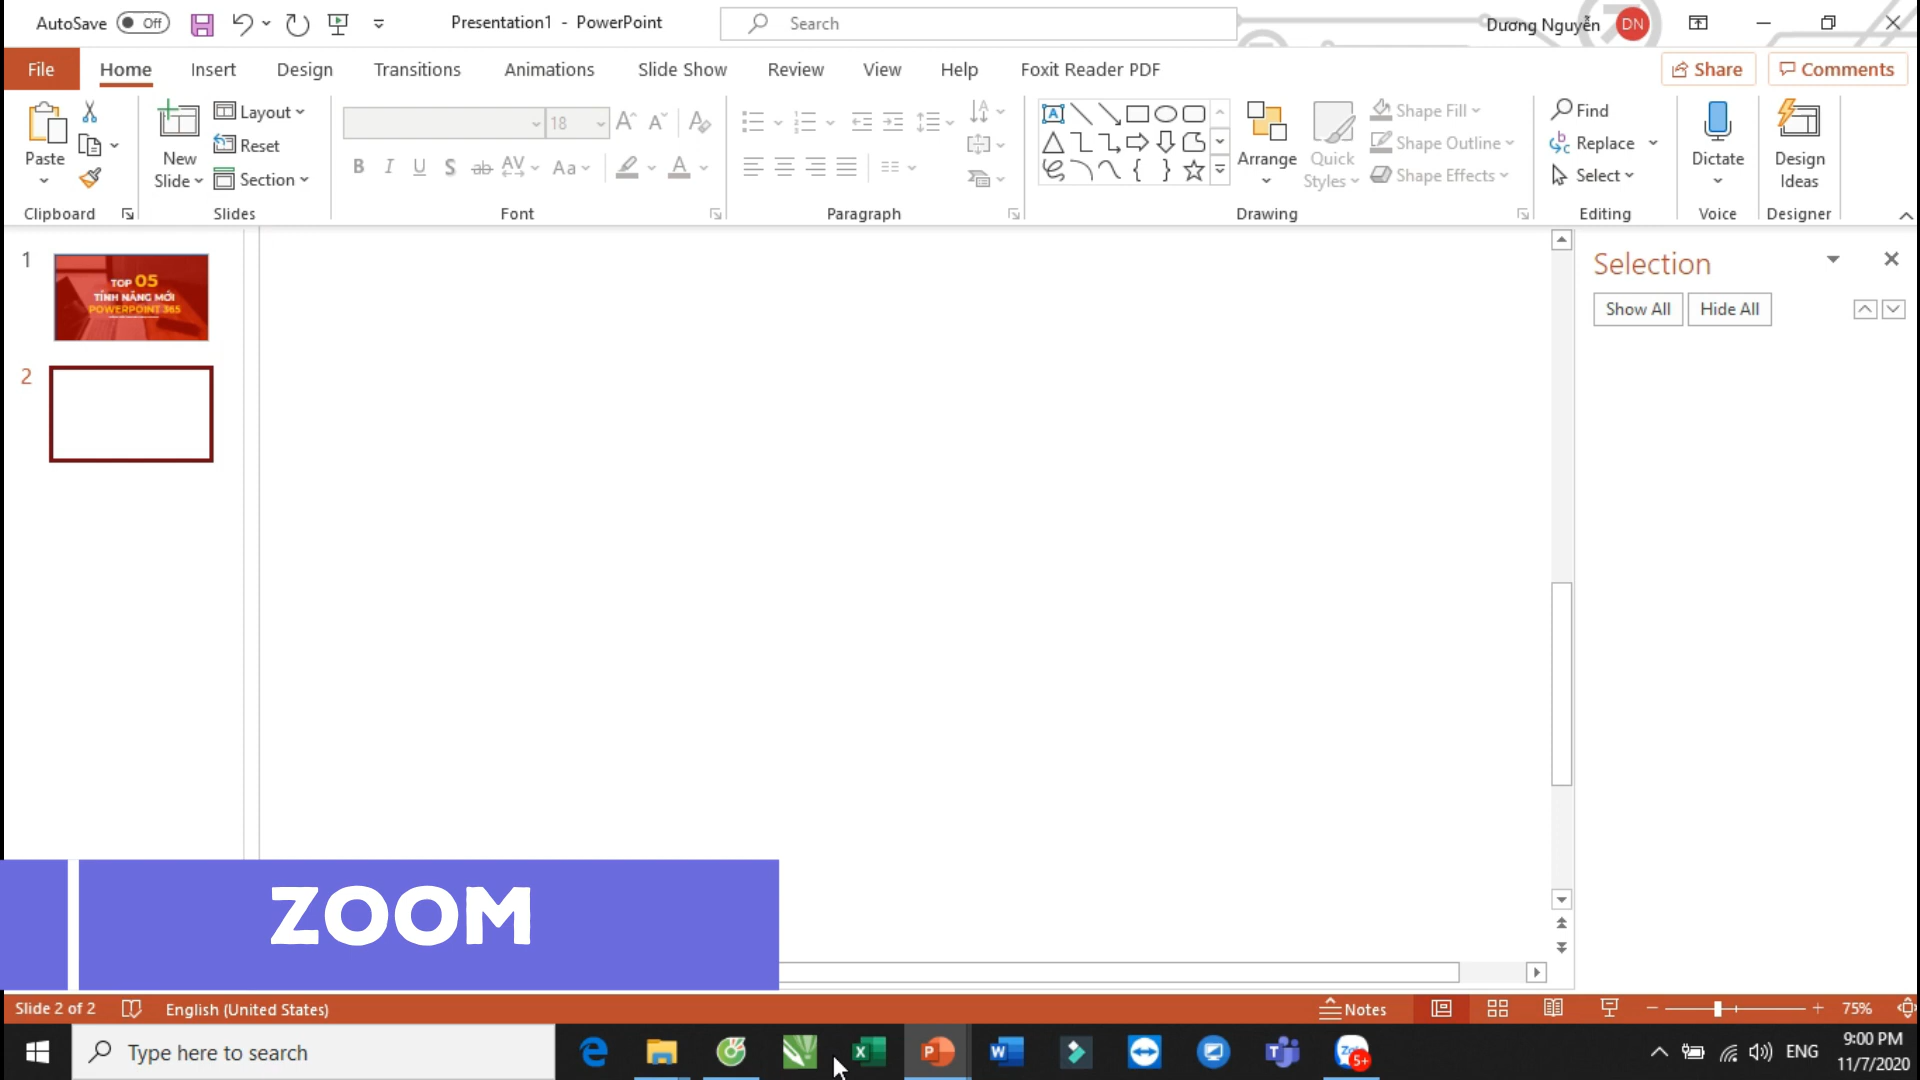 AutoSave Off
Presentation1 - PowerPoint
Search
Dương Nguyễn DN
File Home Insert Design Transitions Animations Slide Show Review View Help Foxit Reader PDF Share Comments
Paste
New
Slide
Layout
Reset
Section
18
B I U S ab AV Aa A
Arrange
Quick
Styles
Shape Fill
Shape Outline
Shape Effects
Find
Replace
Select
Dictate
Design
Ideas
Clipboard Slides Font Paragraph Drawing Editing Voice Designer
1
TOP 05
TÍNH NĂNG MỚI
POWERPOINT 365
2
Selection
Show All Hide All
ZOOM
Slide 2 of 2 English (United States) Notes 75%
Type here to search
5+
ENG
9:00 PM
11/7/2020